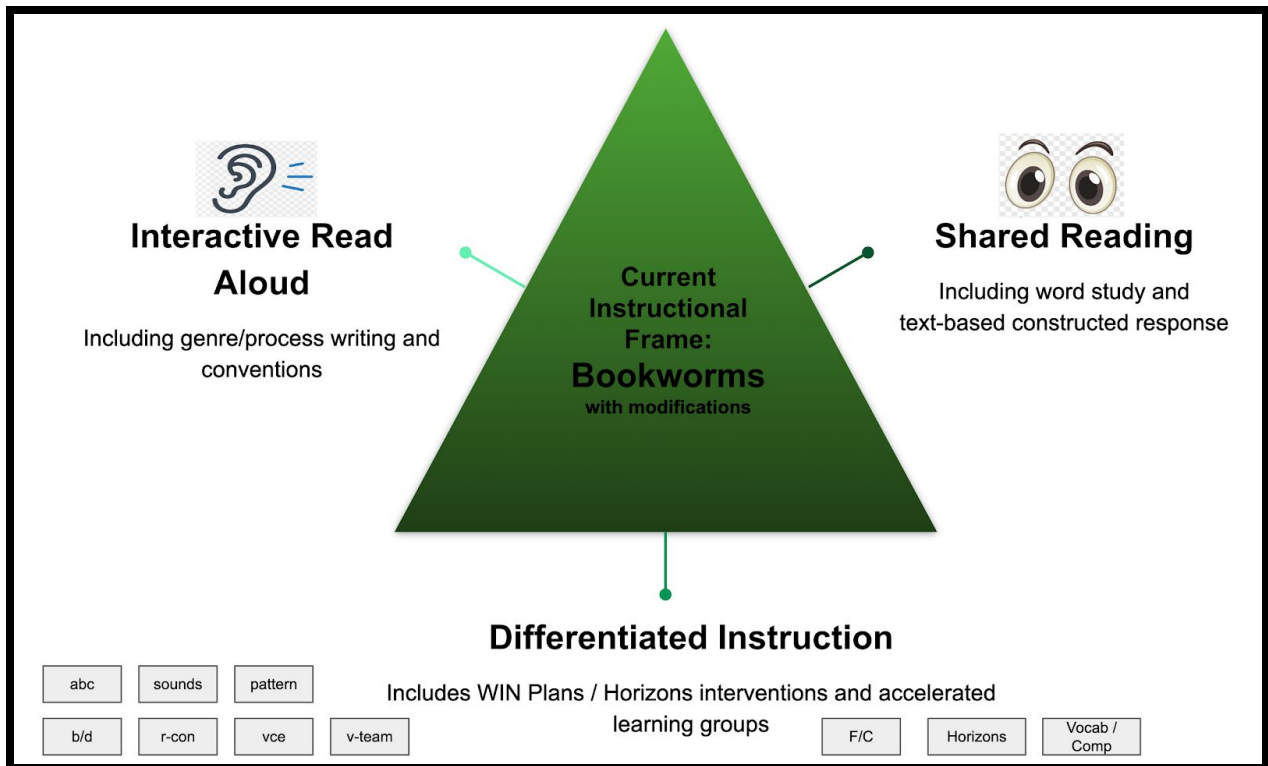 Interactive Read
Aloud
Including genre/process writing and
conventions
Current
Instructional
Frame:
Bookworms
with modifications
Shared Reading
Including word study and
text-based constructed response
Differentiated Instruction
Includes WIN Plans / Horizons interventions and accelerated
learning groups
abc
sounds
pattern
b/d
r-con
vce
v-team
F/C
Horizons
Vocab /
Comp